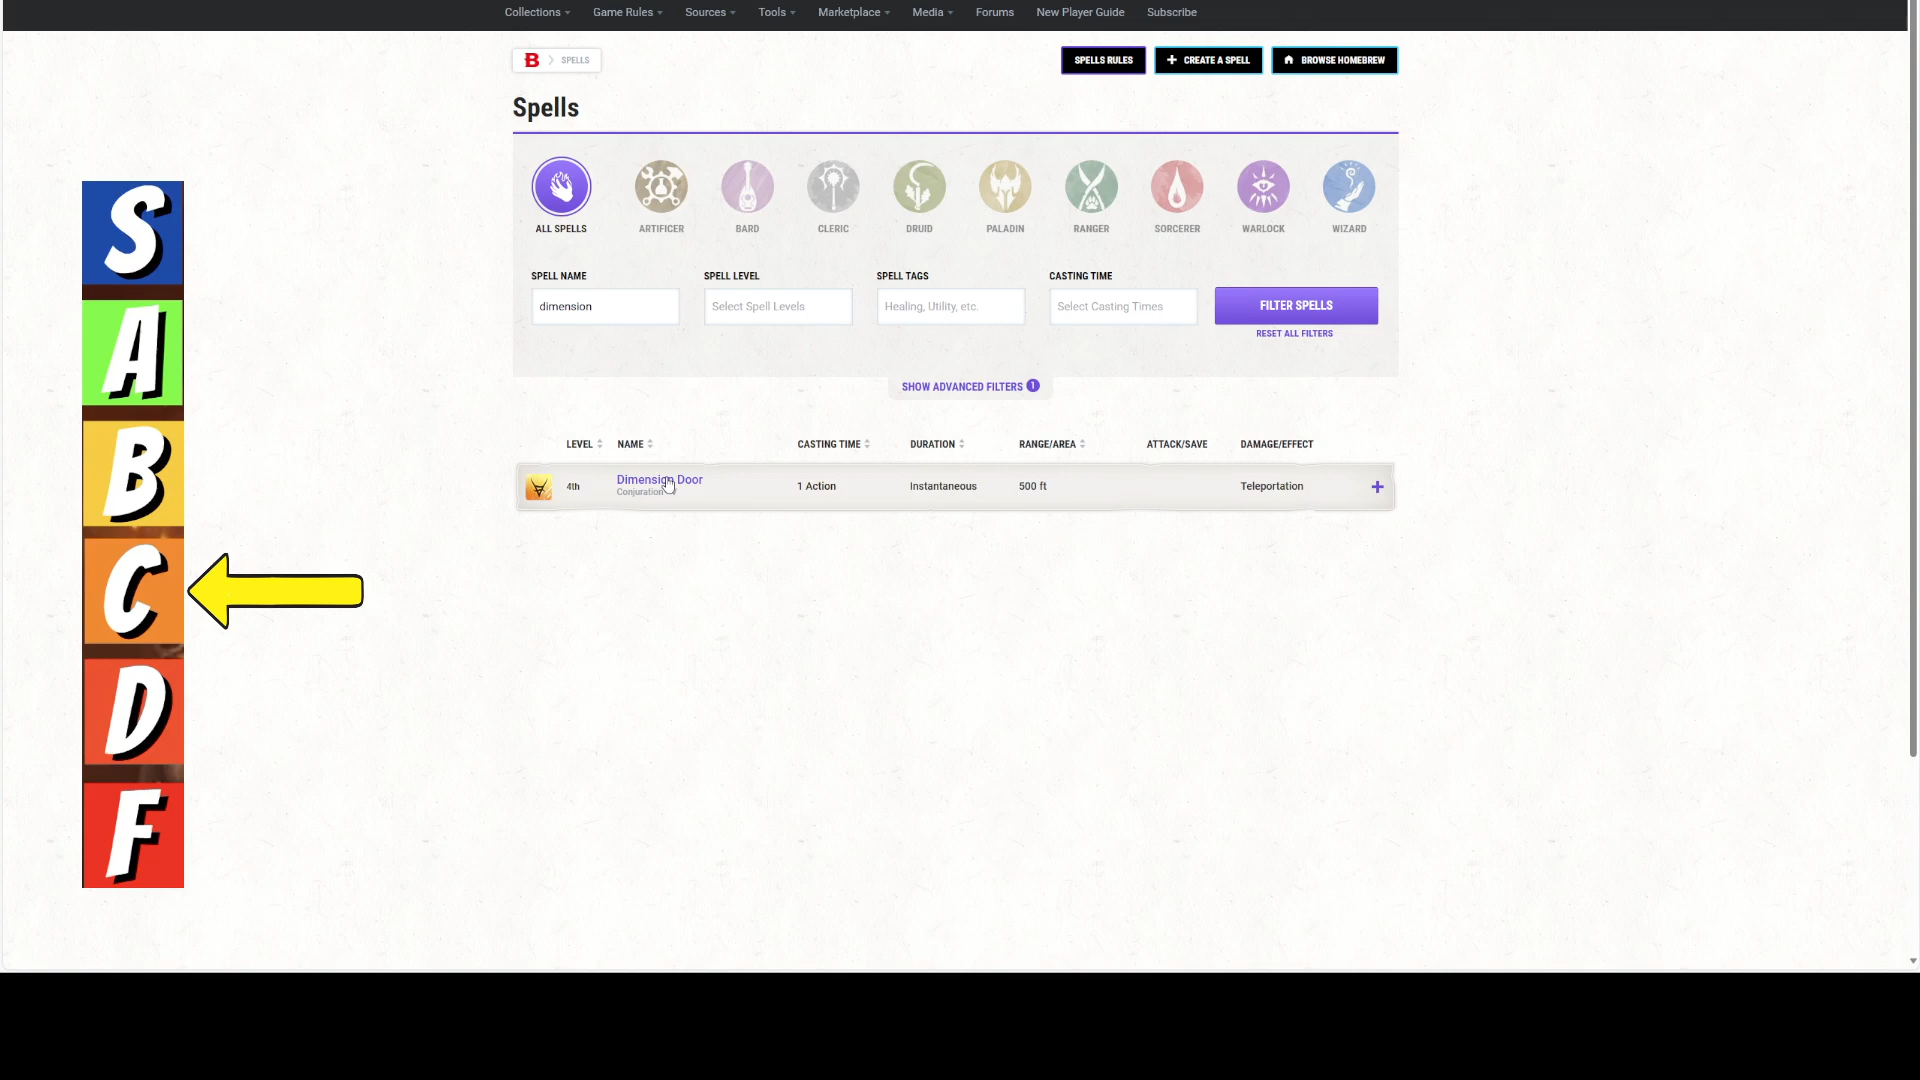 Collections
Game Rules
Sources
Tools
Marketplace
Media
Forums
New Player Guide
Subscribe
B
SPELLS
SPELLS RULES
CREATE A SPELL
BROWSE HOMEBREW
Spells
ALL SPELLS
ARTIFICER
BARD
CLERIC
DRUID
PALADIN
RANGER
SORCERER
WARLOCK
WIZARD
SPELL NAME
SPELL LEVEL
SPELL TAGS
CASTING TIME
dimension
Select Spell Levels
Healing, Utility, etc.
Select Casting Times
FILTER SPELLS
RESET ALL FILTERS
SHOW ADVANCED FILTERS 1
LEVEL
NAME
CASTING TIME
DURATION
RANGE/AREA
ATTACK/SAVE
DAMAGE/EFFECT
4th
Dimension Door
Conjuration
1 Action
Instantaneous
500 ft
Teleportation
S
A
B
C
D
F